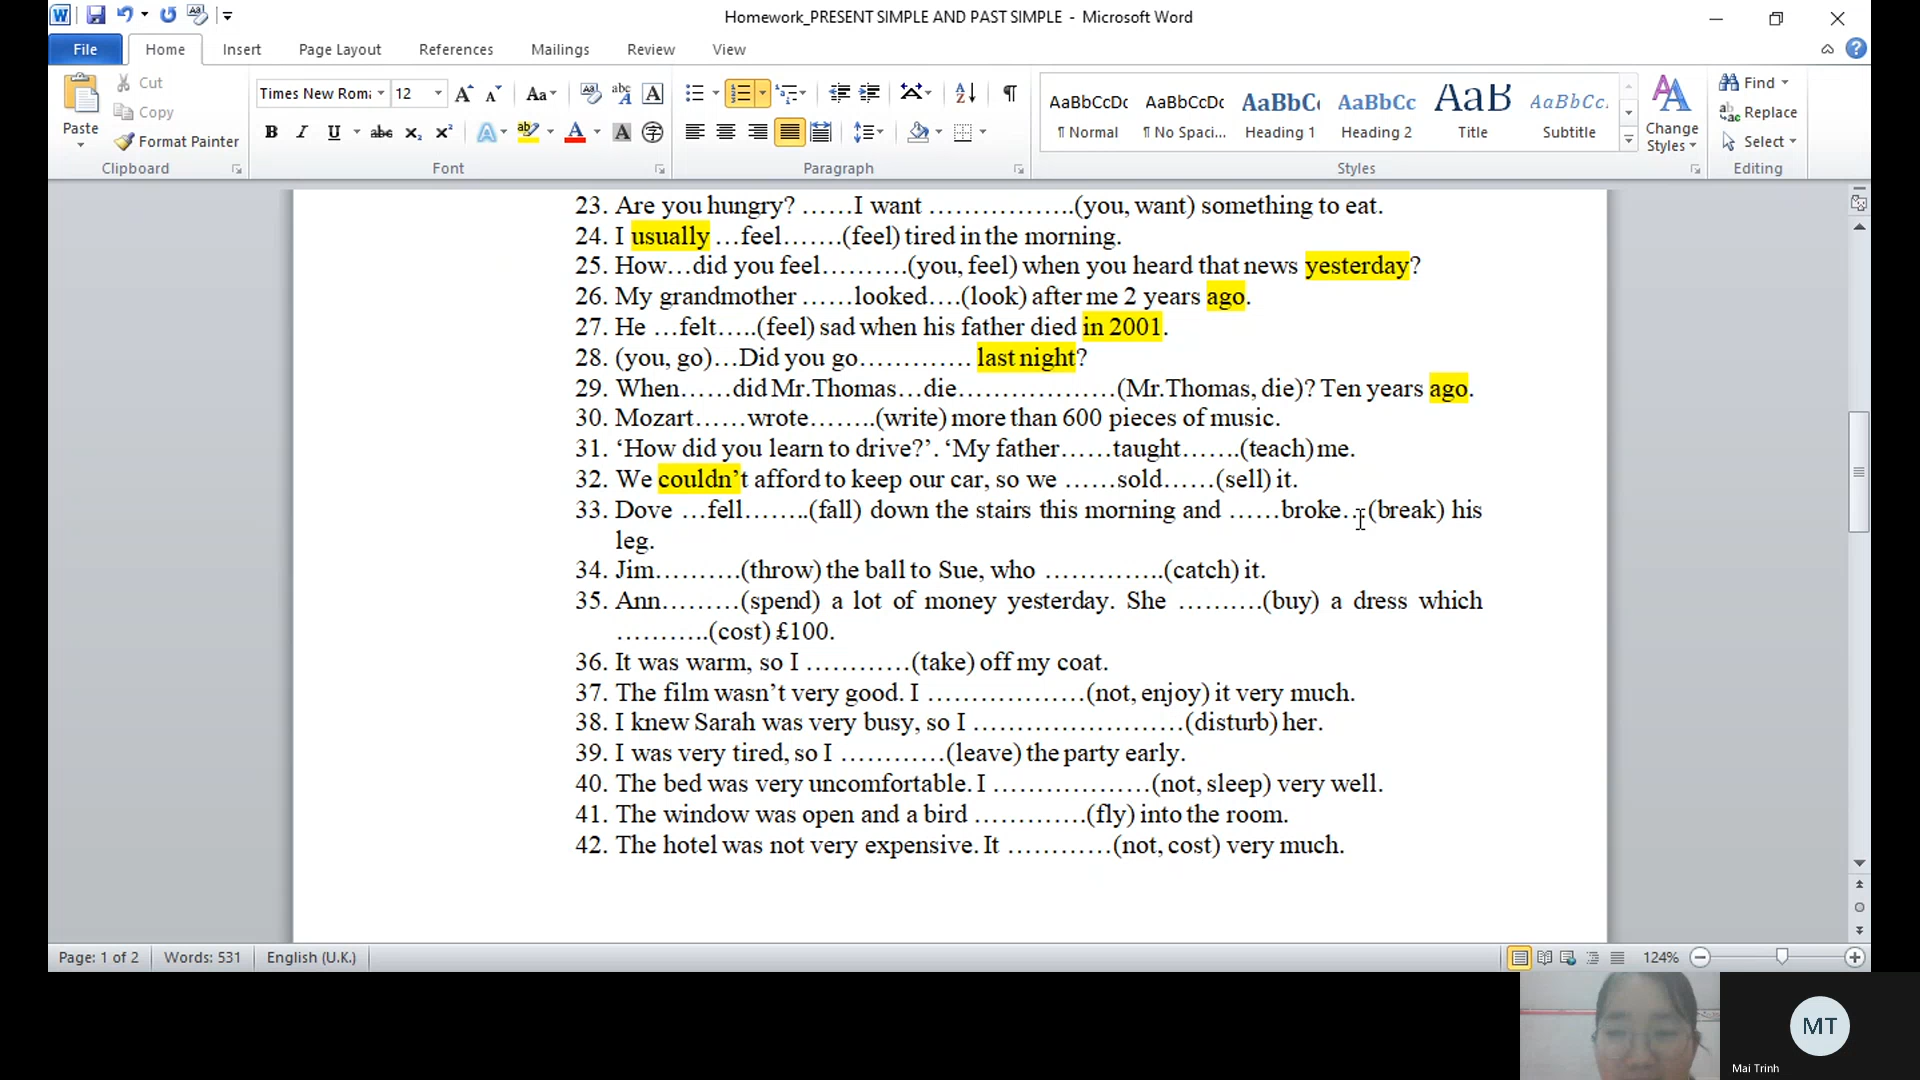 Homework_PRESENT SIMPLE AND PAST SIMPLE - Microsoft Word
File Home Insert Page Layout References Mailings Review View
Paste
Cut
Copy
Format Painter
Clipboard
Times New Roma 12
Font
Paragraph
AaBbCcDc AaBbCcDc AaBbC AaBbCc AaB AaBbCc.
¶ Normal ¶ No Spaci... Heading 1 Heading 2 Title Subtitle
Styles
Change Styles
Find
Replace
Select
Editing
23. Are you hungry? ……I want ……………..(you, want) something to eat.
24. I usually …feel…….(feel) tired in the morning.
25. How…did you feel……….(you, feel) when you heard that news yesterday?
26. My grandmother ……looked….(look) after me 2 years ago.
27. He …felt…..(feel) sad when his father died in 2001.
28. (you, go)…Did you go………… last night?
29. When……did Mr.Thomas…die………………(Mr.Thomas, die)? Ten years ago.
30. Mozart……wrote……..(write) more than 600 pieces of music.
31. ‘How did you learn to drive?’. ‘My father……taught…….(teach) me.
32. We couldn’t afford to keep our car, so we ……sold……(sell) it.
33. Dove …fell……..(fall) down the stairs this morning and ……broke…(break) his
leg.
34. Jim……….(throw) the ball to Sue, who …………..(catch) it.
35. Ann………(spend) a lot of money yesterday. She ……….(buy) a dress which
………..(cost) £100.
36. It was warm, so I …………(take) off my coat.
37. The film wasn’t very good. I ………………(not, enjoy) it very much.
38. I knew Sarah was very busy, so I ……………………(disturb) her.
39. I was very tired, so I …………(leave) the party early.
40. The bed was very uncomfortable. I ………………(not, sleep) very well.
41. The window was open and a bird ………….(fly) into the room.
42. The hotel was not very expensive. It …………(not, cost) very much.
Page: 1 of 2 Words: 531 English (U.K.) 124%
MT
Mai Trinh